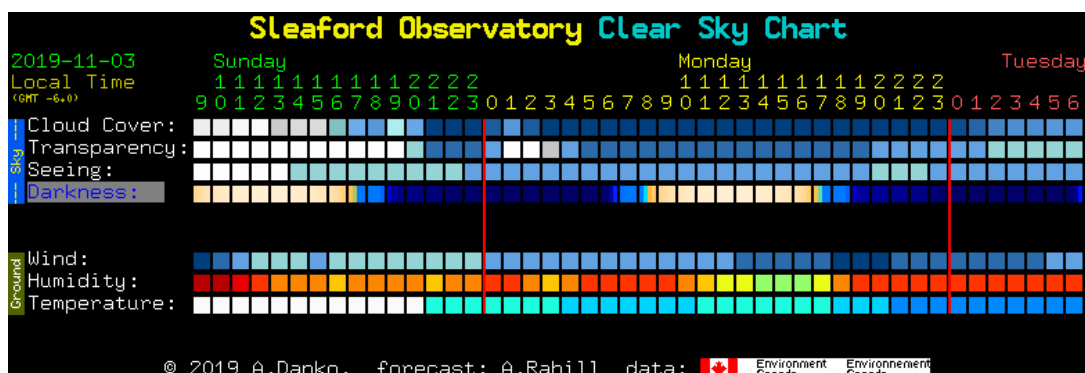 Sleaford Observatory Clear Sky Chart
2019-11-03 Sunday Monday Tuesday
Local Time 1 1 1 1 1 1 1 1 1 1 2 2 2 2 1 1 1 1 1 1 1 1 1 1 2 2 2 2
(GMT -6.0) 9 0 1 2 3 4 5 6 7 8 9 0 1 2 3 0 1 2 3 4 5 6 7 8 9 0 1 2 3 4 5 6 7 8 9 0 1 2 3 0 1 2 3 4 5 6
Sky
Cloud Cover:
Transparency:
Seeing:
Darkness:
Ground
Wind:
Humidity:
Temperature:
© 2019 A.Danko, forecast: A.Rahill data: Environment Environnement
Canada Canada